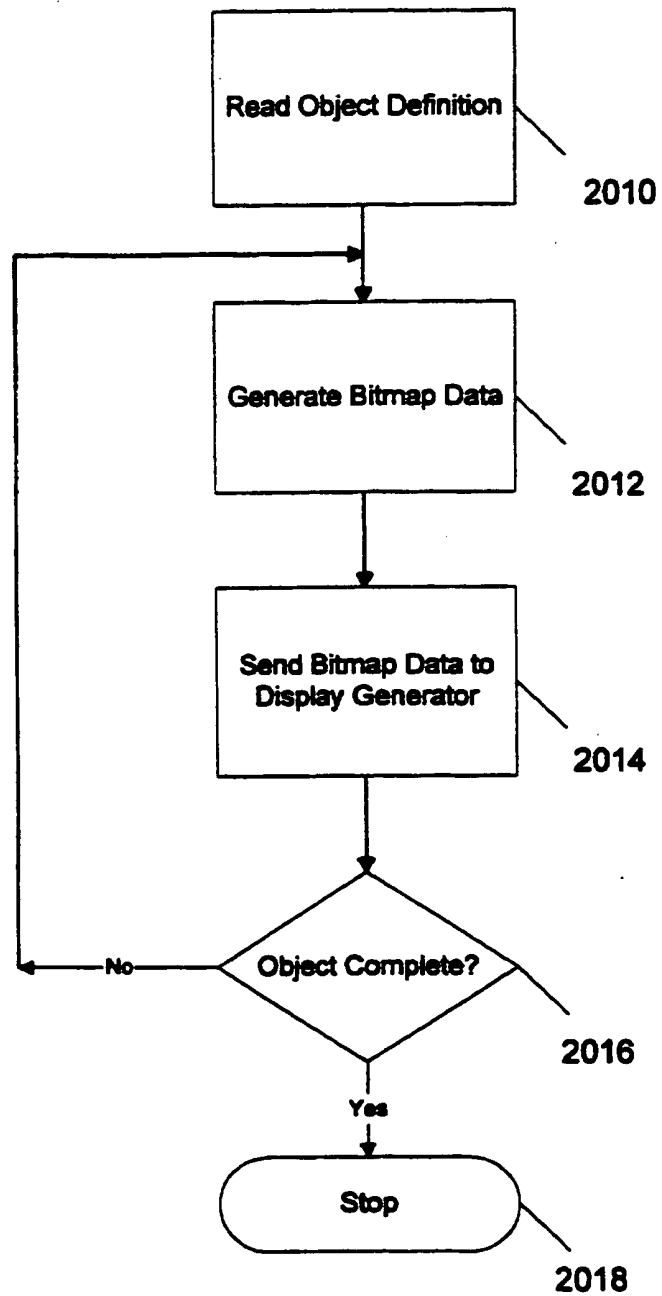 Read Object Definition
2010
Generate Bitmap Data
2012
Send Bitmap Data to
Display Generator
2014
No
Object Complete?
2016
Yes
Stop
2018